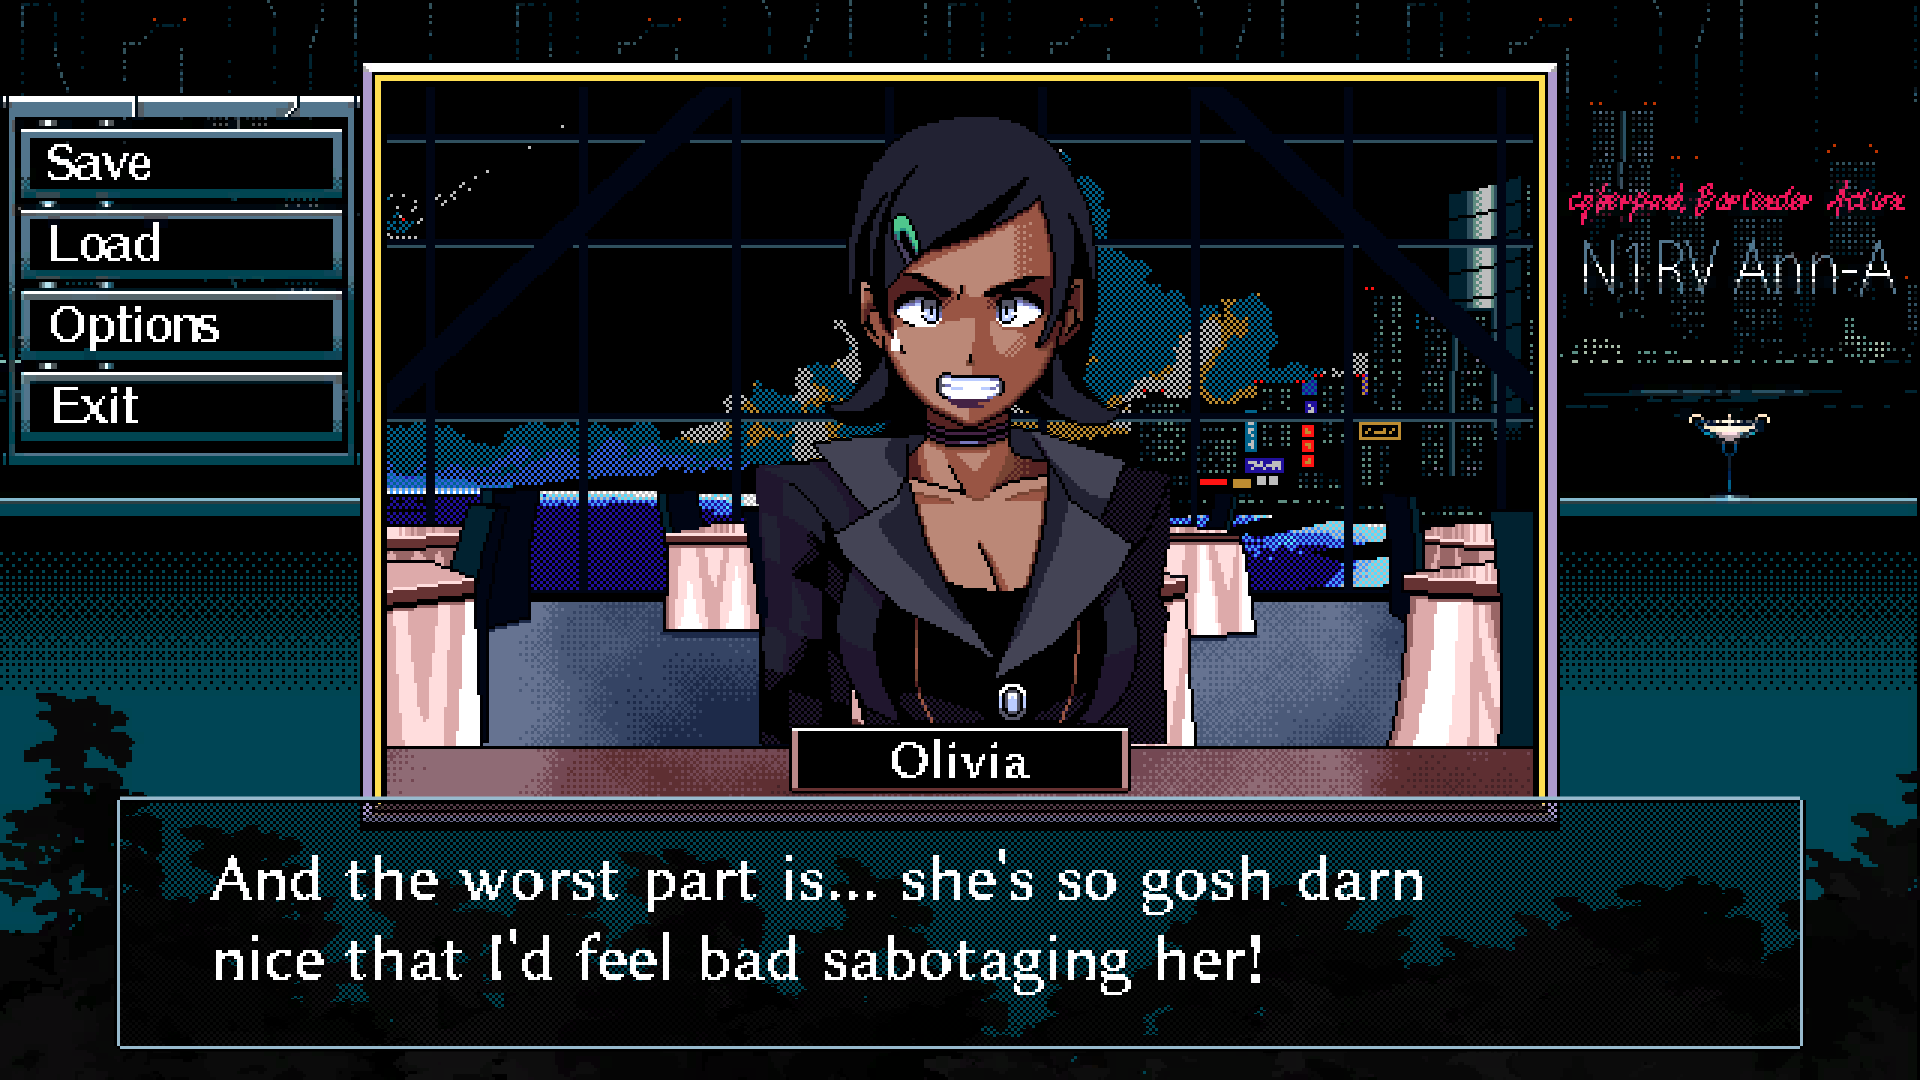 Save
Load
Options
Exit
cyberpunk Bartender Action
N1RV Ann-A
Olivia
And the worst part is... she's so gosh darn
nice that I'd feel bad sabotaging her!